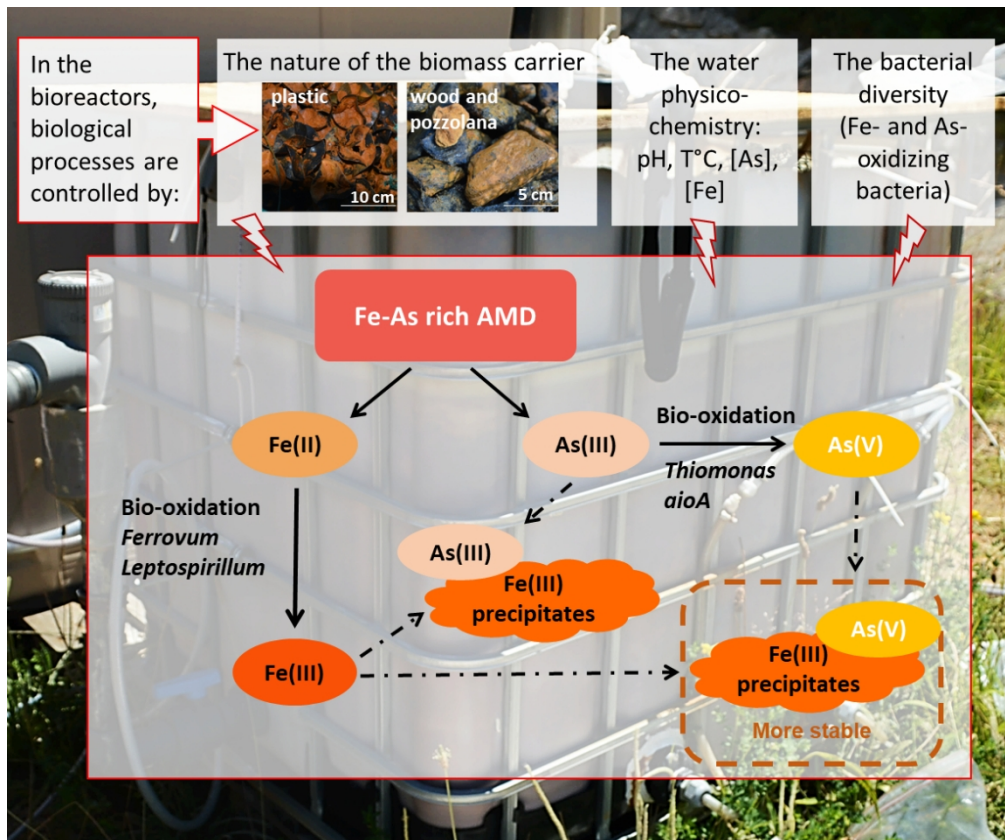 In the
bioreactors,
biological
processes are
controlled by:
The nature of the biomass carrier
plastic
10 cm
wood and
pozzolana
5 cm
The water
physico-
chemistry:
pH, T°C, [As],
[Fe]
The bacterial
diversity
(Fe- and As-
oxidizing
bacteria)
Fe-As rich AMD
Fe(II)
As(III)
Bio-oxidation
Thiomonas
aioA
As(V)
Bio-oxidation
Ferrovum
Leptospirillum
As(III)
Fe(III)
precipitates
Fe(III)
As(V)
Fe(III)
precipitates
More stable